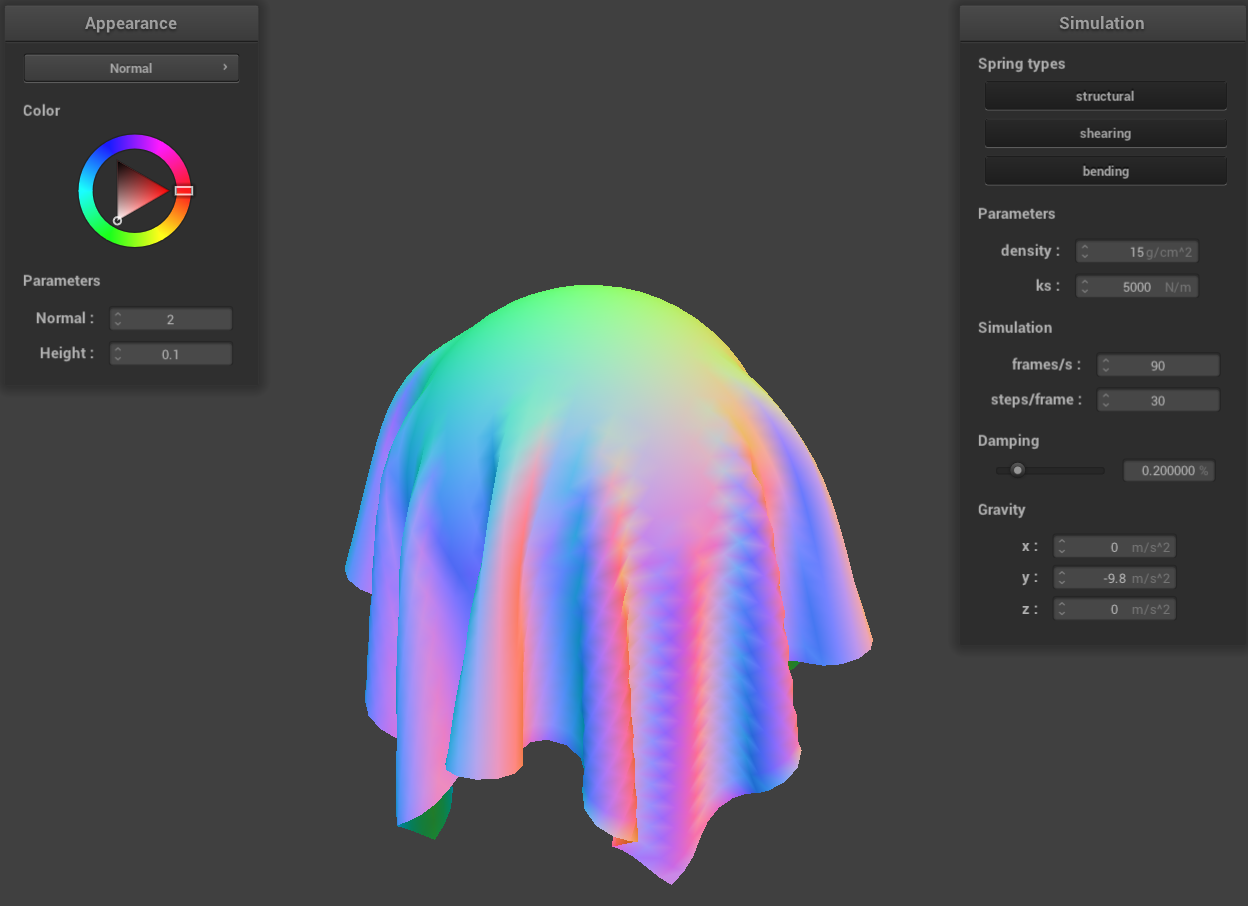 Appearance
Normal
Color
Parameters
Normal : 2
Height : 0.1
Simulation
Spring types
structural
shearing
bending
Parameters
density : 15 g/cm^2
ks : 5000 N/m
Simulation
frames/s : 90
steps/frame : 30
Damping
0.200000 %
Gravity
x : 0 m/s^2
y : -9.8 m/s^2
z : 0 m/s^2